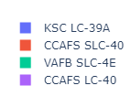 KSC LC-39A
CCAFS SLC-40
VAFB SLC-4E
CCAFS LC-40